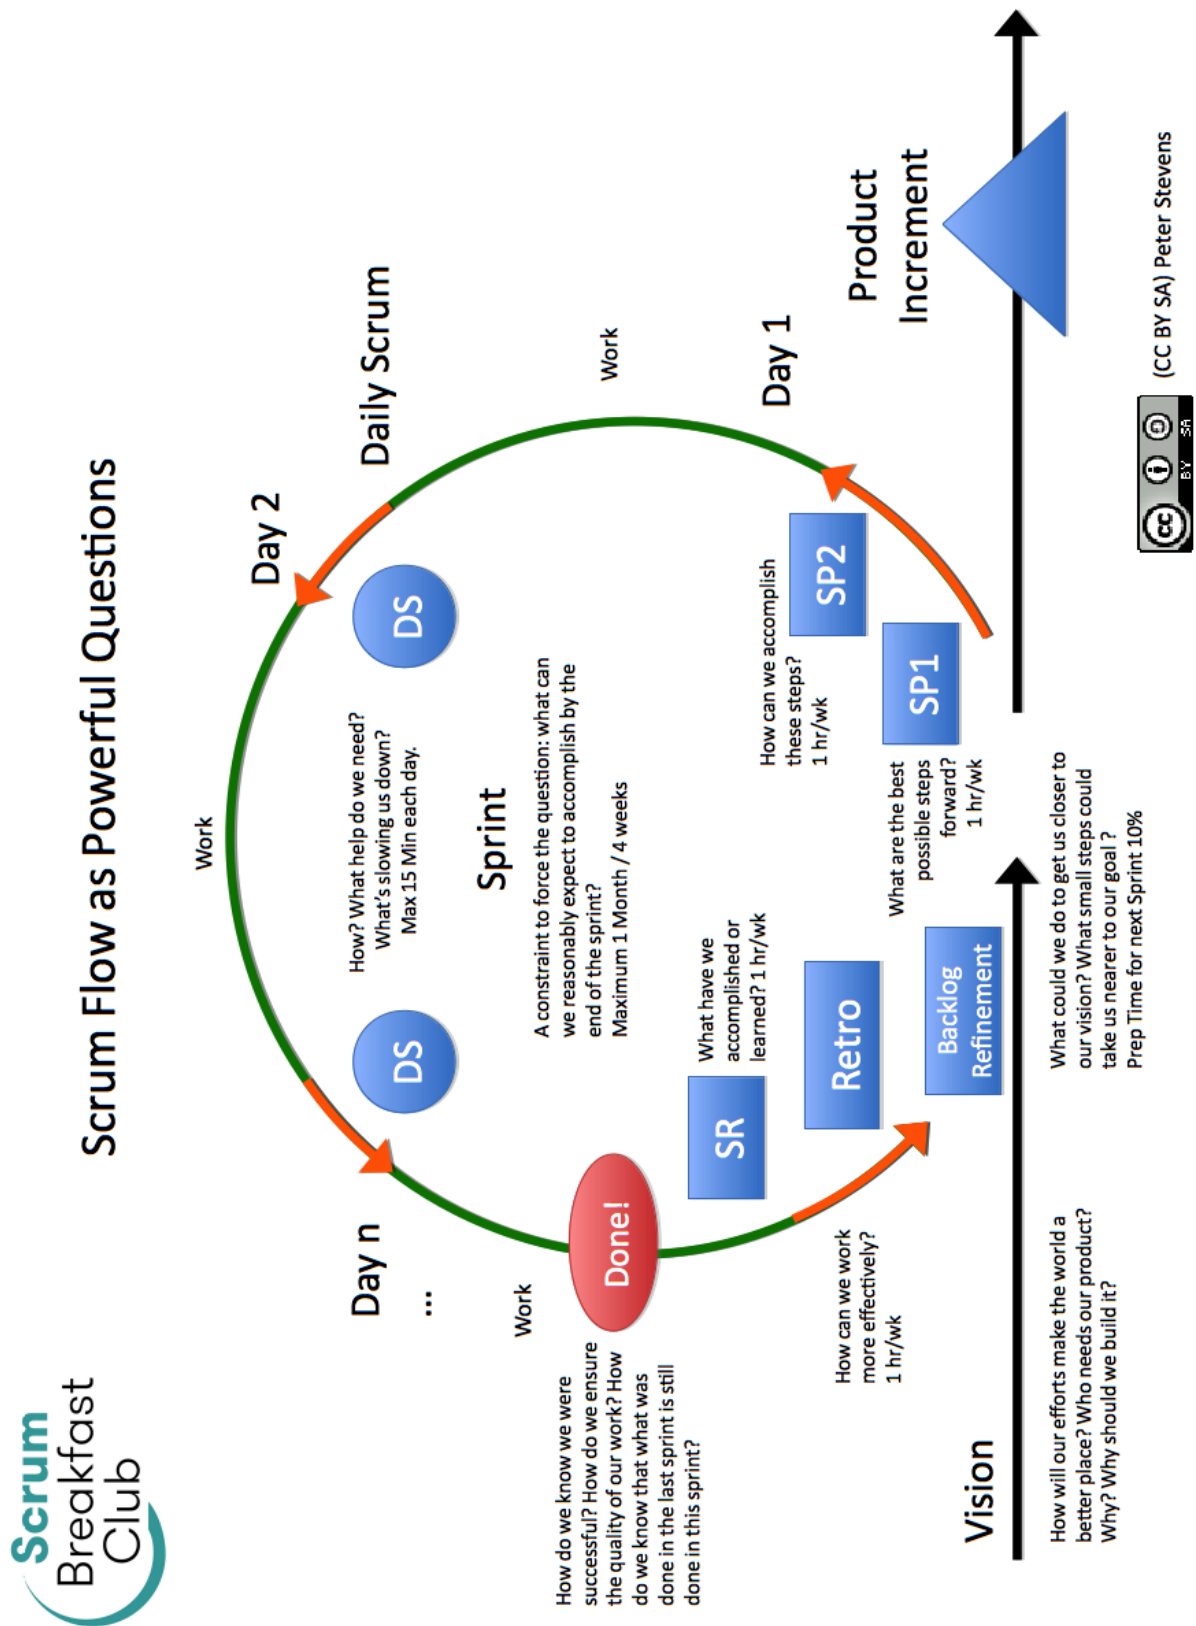 Scrum
Breakfast
Club
Scrum Flow as Powerful Questions
Work
Day 2
Daily Scrum
Day n
...
Work
How? What help do we need?
What's slowing us down?
Max 15 Min each day.
DS
DS
Sprint
A constraint to force the question: what can
we reasonably expect to accomplish by the
end of the sprint?
Maximum 1 Month / 4 weeks
Work
Done!
How do we know we were
successful? How do we ensure
the quality of our work? How
do we know that what was
done in the last sprint is still
done in this sprint?
SR
What have we
accomplished or
learned? 1 hr/wk
How can we accomplish
these steps?
1 hr/wk
SP2
Day 1
Retro
How can we work
more effectively?
1 hr/wk
What are the best
possible steps
forward?
1 hr/wk
SP1
Product
Increment
Backlog
Refinement
Vision
How will our efforts make the world a
better place? Who needs our product?
Why? Why should we build it?
What could we do to get us closer to
our vision? What small steps could
take us nearer to our goal ?
Prep Time for next Sprint 10%
cc
BY SA
(CC BY SA) Peter Stevens